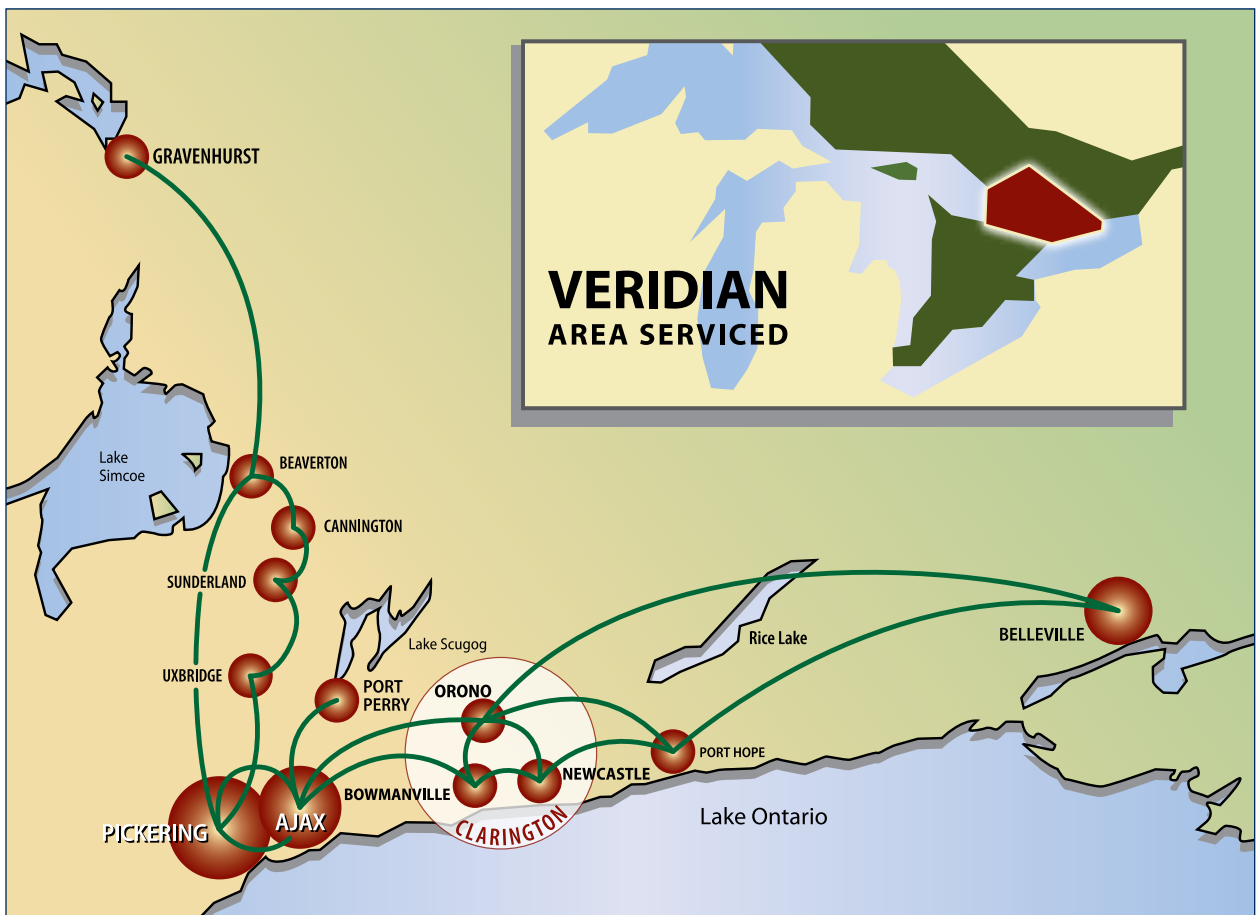 GRAVENHURST
VERIDIAN
AREA SERVICED
Lake
Simcoe
BEAVERTON
CANNINGTON
SUNDERLAND
Lake Scugog
Rice Lake
BELLEVILLE
UXBRIDGE
PORT
PERRY
ORONO
PORT HOPE
NEWCASTLE
BOWMANVILLE
PICKERING
AJAX
CLARINGTON
Lake Ontario